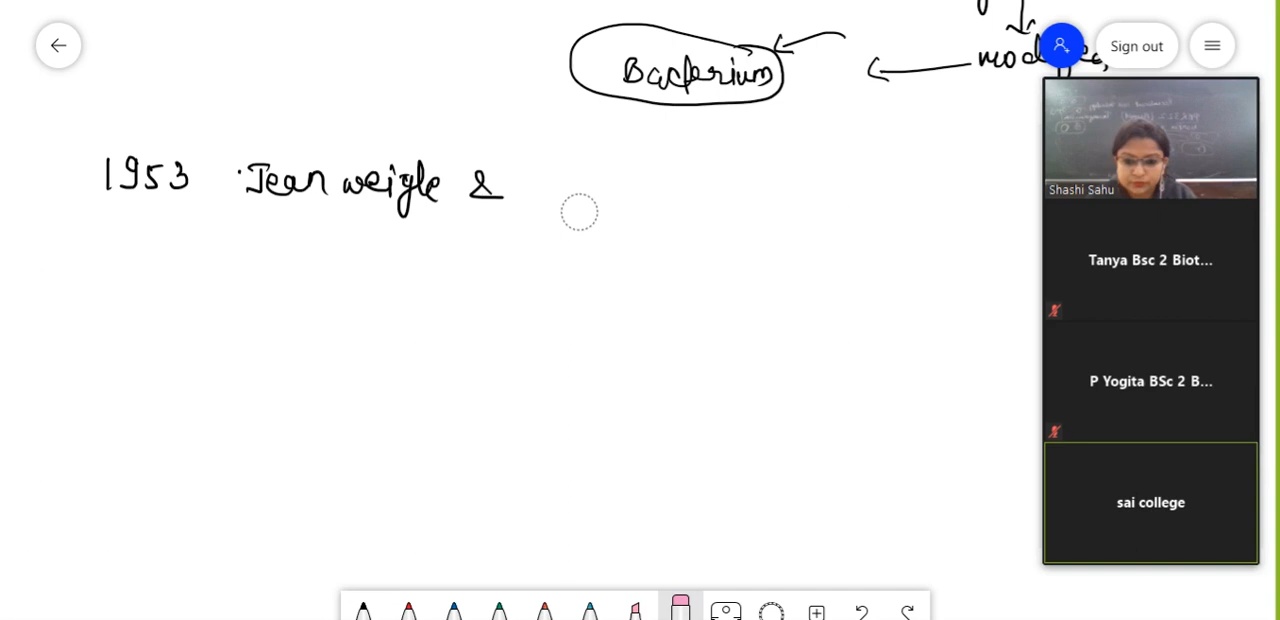 Bacterium
Sign out
1953 Jean weigle &
Shashi Sahu
Tanya Bsc 2 Biot...
P Yogita BSc 2 B...
sai college